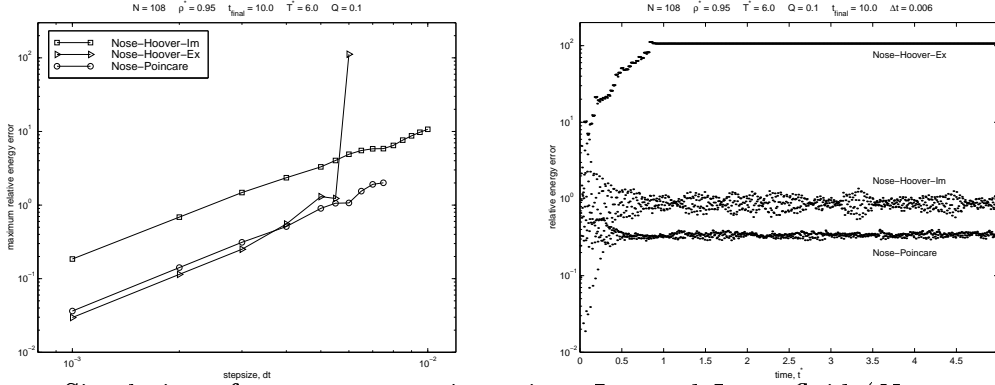 N = 108 ρ* = 0.95 t_final = 10.0 T* = 6.0 Q = 0.1
Nose-Hoover-Im
Nose-Hoover-Ex
Nose-Poincare
maximum relative energy error
10^2
10^1
10^0
10^-1
10^-2
10^-3
10^-2
stepsize, dt
N = 108 ρ* = 0.95 T* = 6.0 Q = 0.1 t_final = 10.0 Δt = 0.006
Nose-Hoover-Ex
Nose-Hoover-Im
Nose-Poincare
relative energy error
10^2
10^1
10^0
10^-1
10^-2
0 0.5 1 1.5 2 2.5 3 3.5 4 4.5
time, t*